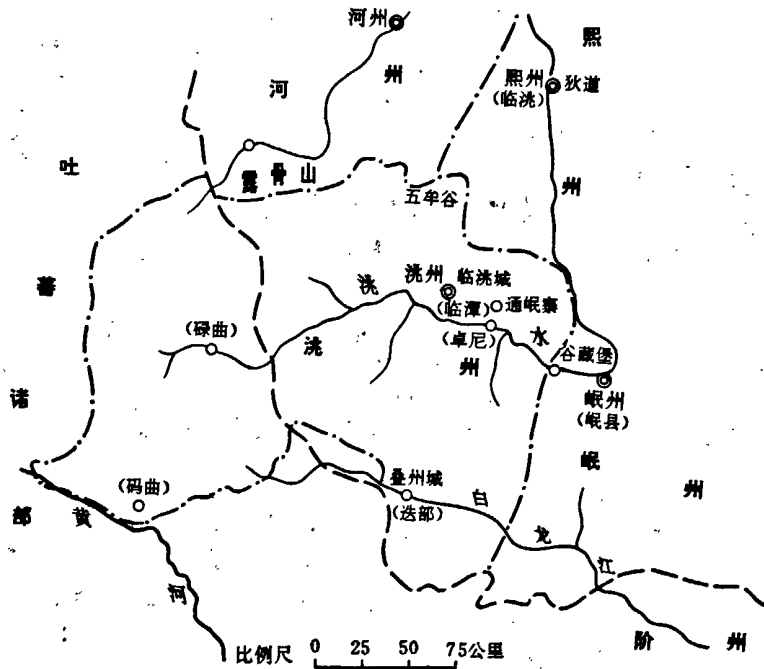 河州
熙
州
河
熙州
狄道
(临洮)
吐
露骨山
州
五牟谷
蕃
洮州
临洮城
洮
(临潭)
通岷寨
(碌曲)
洮
(卓尼)
水
州
谷藏堡
诸
岷州
(岷县)
岷
州
叠州城
(码曲)
白
部
黄
(迭部)
龙
江
河
阶
州
比例尺 0 25 50 75公里